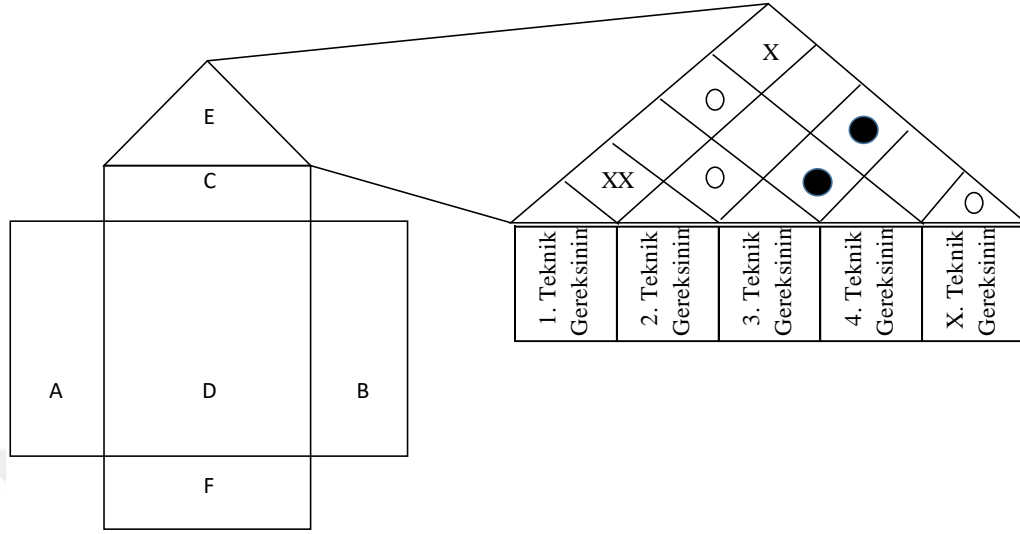 E
C
A
D
B
F
X
XX
1. Teknik
Gereksinim
2. Teknik
Gereksinim
3. Teknik
Gereksinim
4. Teknik
Gereksinim
X. Teknik
Gereksinim